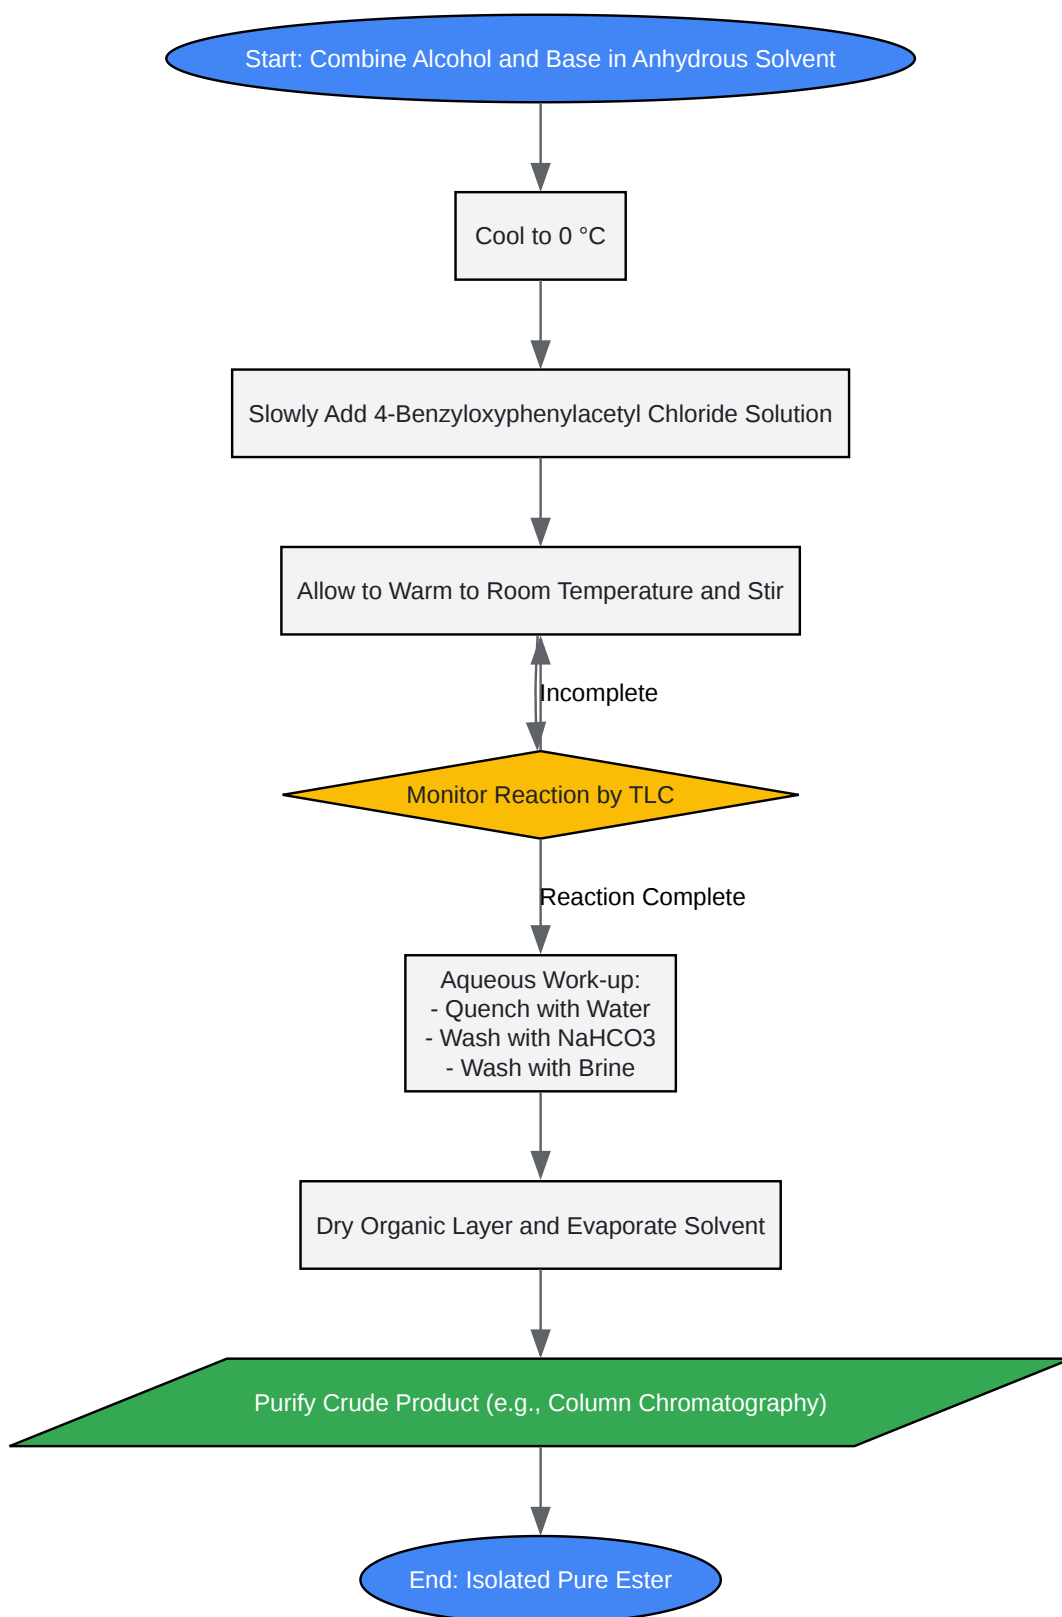 Start: Combine Alcohol and Base in Anhydrous Solvent
Cool to 0 °C
Slowly Add 4-Benzyloxyphenylacetyl Chloride Solution
Allow to Warm to Room Temperature and Stir
Incomplete
Monitor Reaction by TLC
Reaction Complete
Aqueous Work-up:
- Quench with Water
- Wash with NaHCO3
- Wash with Brine
Dry Organic Layer and Evaporate Solvent
Purify Crude Product (e.g., Column Chromatography)
End: Isolated Pure Ester